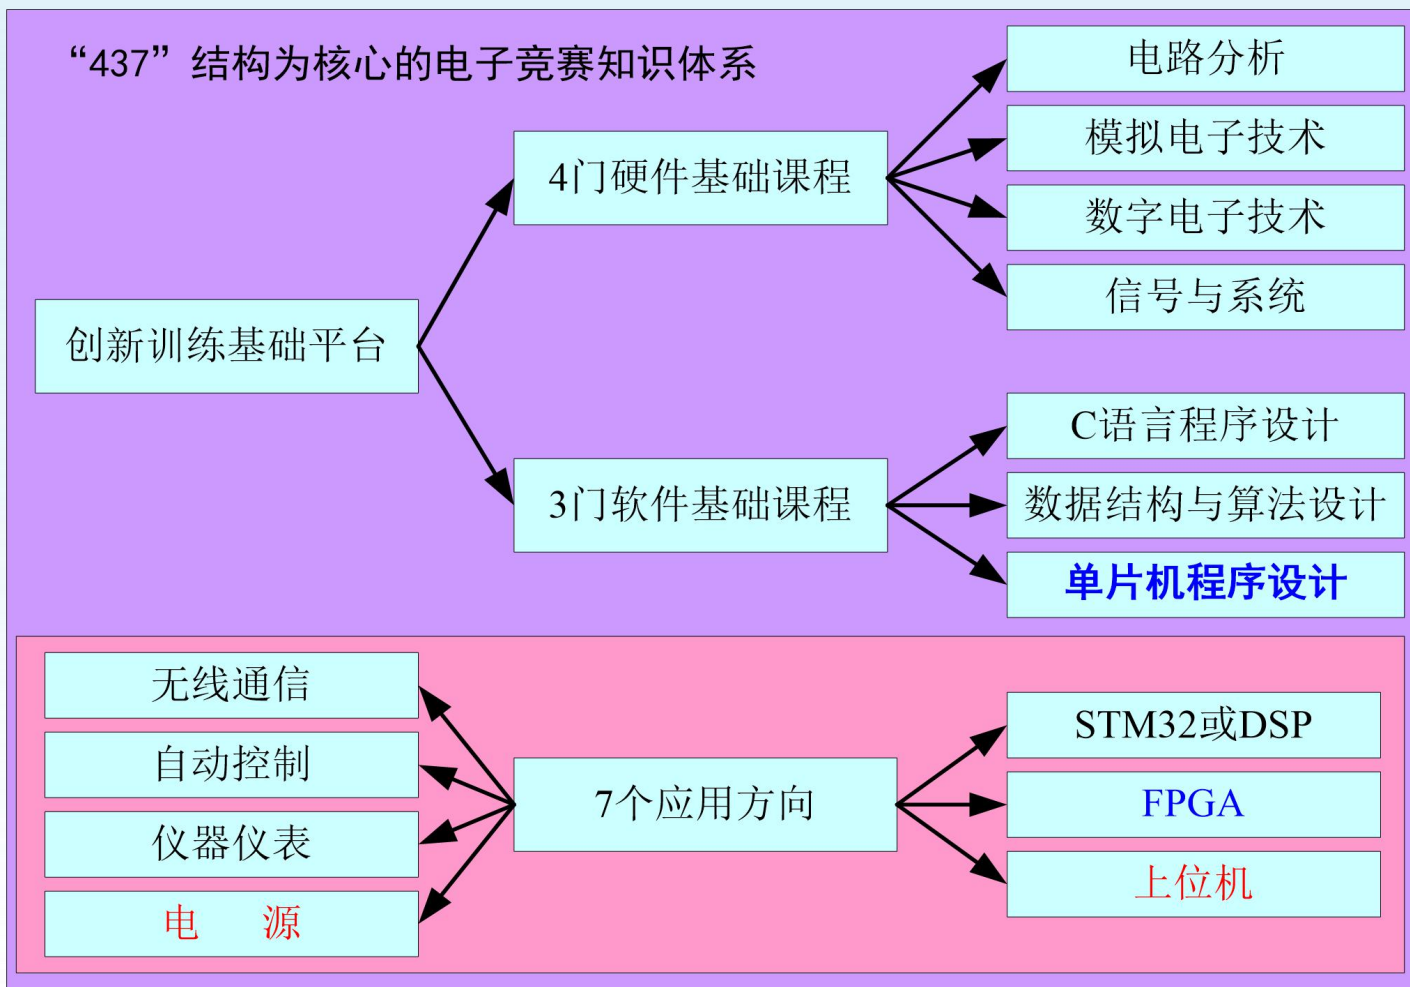 “437”结构为核心的电子竞赛知识体系
创新训练基础平台
4门硬件基础课程
电路分析
模拟电子技术
数字电子技术
信号与系统
3门软件基础课程
C语言程序设计
数据结构与算法设计
单片机程序设计
7个应用方向
无线通信
自动控制
仪器仪表
电 源
STM32或DSP
FPGA
上位机